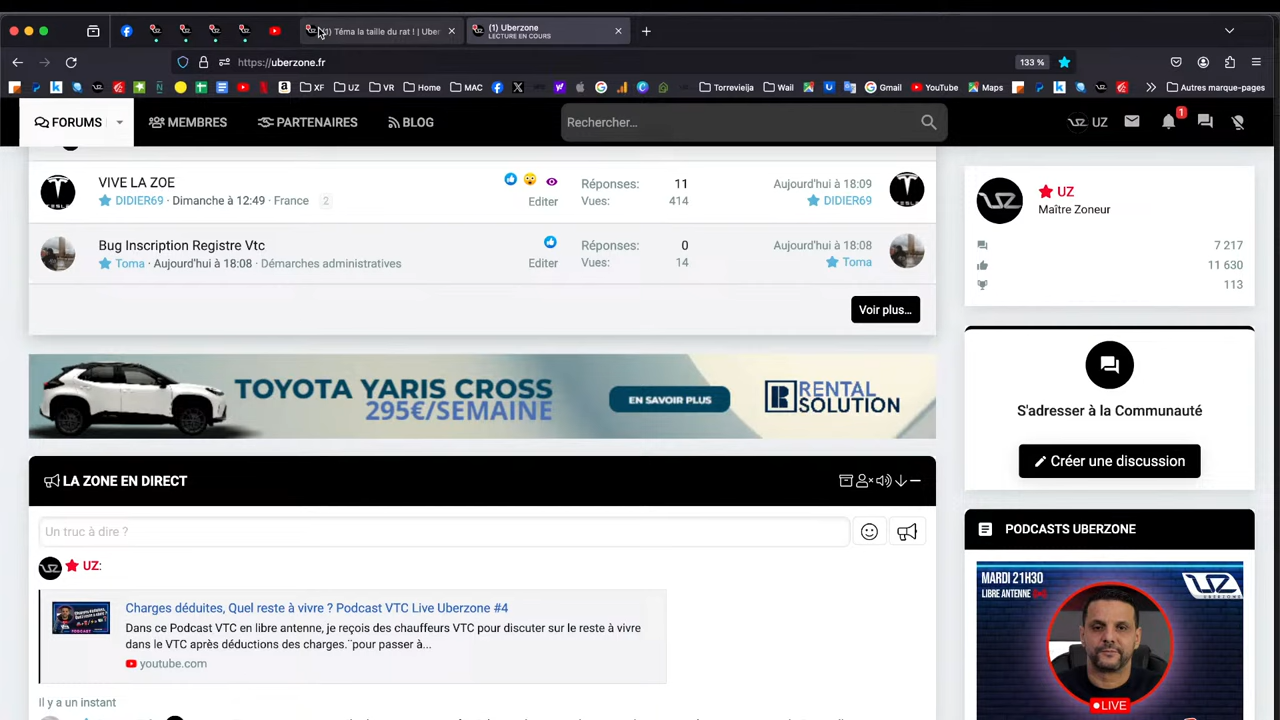 (1) Téma la taille du rat ! | Uber
(1) Uberzone
LECTURE EN COURS
https://uberzone.fr
133 %
XF
UZ
VR
Home
MAC
Torrevieja
Wail
Gmail
YouTube
Maps
Autres marque-pages
FORUMS
MEMBRES
PARTENAIRES
BLOG
Rechercher...
UZ
1
VIVE LA ZOE
DIDIER69 · Dimanche à 12:49 · France
2
Editer
Réponses: 11
Vues: 414
Aujourd'hui à 18:09
DIDIER69
Bug Inscription Registre Vtc
Toma · Aujourd'hui à 18:08 · Démarches administratives
Editer
Réponses: 0
Vues: 14
Aujourd'hui à 18:08
Toma
Voir plus…
TOYOTA YARIS CROSS
295€/SEMAINE
EN SAVOIR PLUS
RENTAL
SOLUTION
LA ZONE EN DIRECT
Un truc à dire ?
UZ:
Charges déduites, Quel reste à vivre ? Podcast VTC Live Uberzone #4
Dans ce Podcast VTC en libre antenne, je reçois des chauffeurs VTC pour discuter sur le reste à vivre
dans le VTC après déductions des charges.¨pour passer à...
youtube.com
Il y a un instant
UZ
Maître Zoneur
7 217
11 630
113
S'adresser à la Communauté
Créer une discussion
PODCASTS UBERZONE
MARDI 21H30
LIBRE ANTENNE
UZ
UBERZONE
LIVE